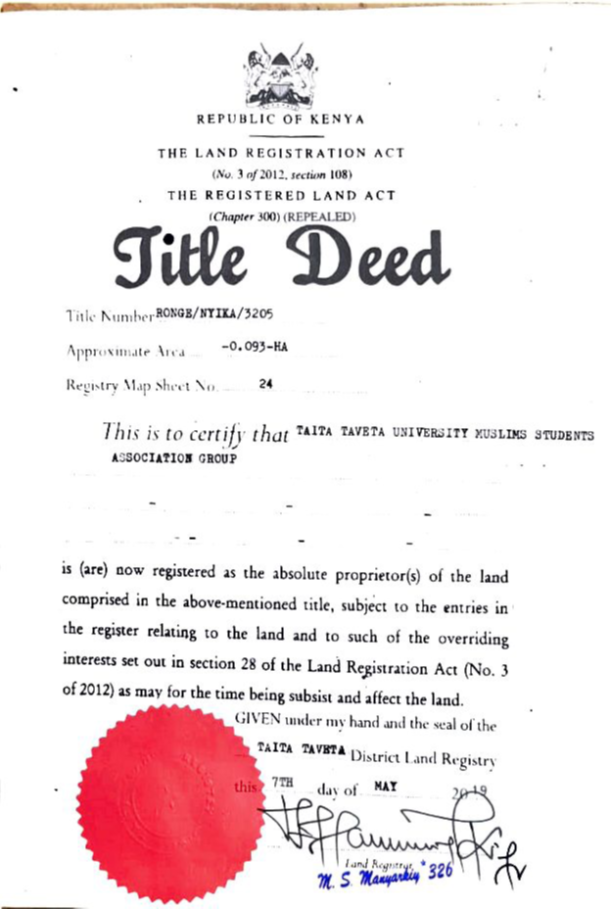 REPUBLIC OF KENYA
THE LAND REGISTRATION ACT
(No. 3 of 2012, section 108)
THE REGISTERED LAND ACT
(Chapter 300) (REPEALED)
Title Deed
Title Number RONGE/NYIKA/3205
Approximate Area -0.093-HA
Registry Map Sheet No. 24
This is to certify that TAITA TAVETA UNIVERSITY MUSLIMS STUDENTS
ASSOCIATION GROUP
is (are) now registered as the absolute proprietor(s) of the land
comprised in the above-mentioned title, subject to the entries in
the register relating to the land and to such of the overriding
interests set out in section 28 of the Land Registration Act (No. 3
of 2012) as may for the time being subsist and affect the land.
GIVEN under my hand and the seal of the
TAITA TAVETA District Land Registry
this 7TH day of MAY 2019
Land Registrar
M. S. Manyarkiy * 326